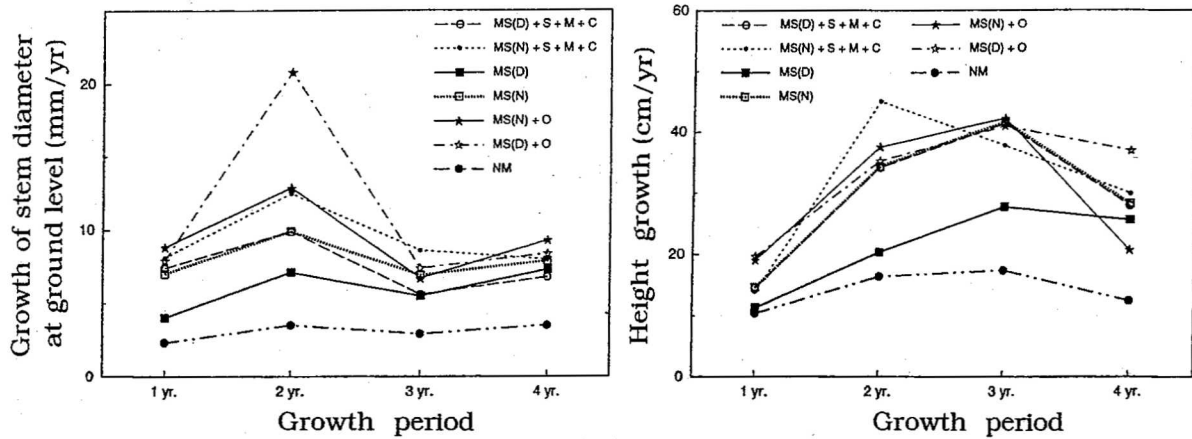 Growth of stem diameter
at ground level (mm/yr)
20
10
0
MS(D) + S + M + C
MS(N) + S + M + C
MS(D)
MS(N)
MS(N) + O
MS(D) + O
NM
1 yr.
2 yr.
3 yr.
4 yr.
Growth period
Height growth (cm/yr)
60
40
20
0
MS(D) + S + M + C
MS(N) + S + M + C
MS(D)
MS(N)
MS(N) + O
MS(D) + O
NM
1 yr.
2 yr.
3 yr.
4 yr.
Growth period